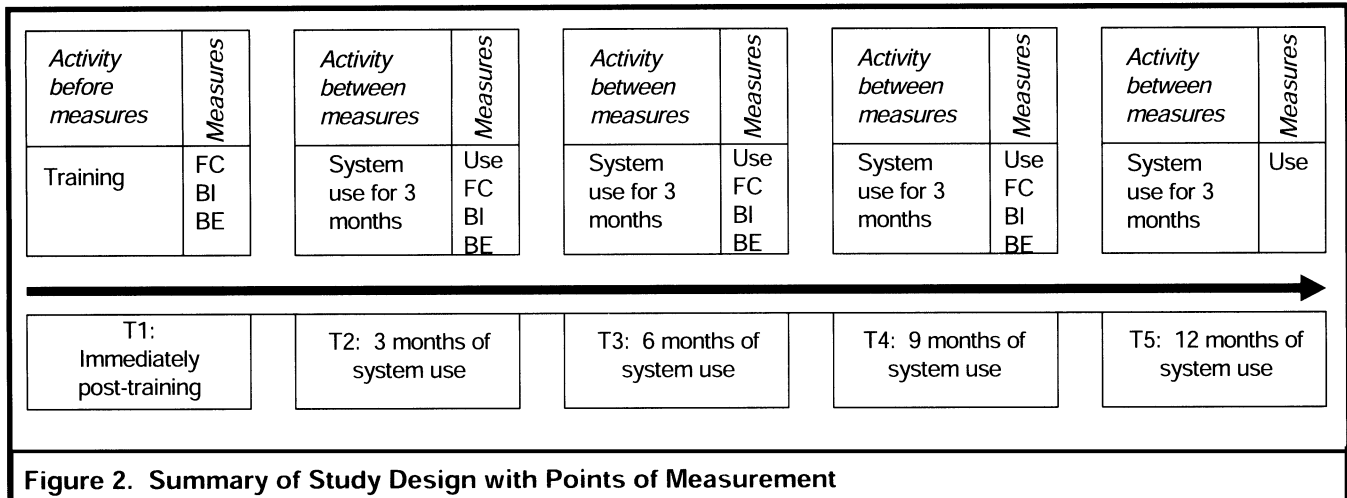 Activity
before
measures
Measures
Training
FC
BI
BE
Activity
between
measures
Measures
System
use for 3
months
Use
FC
BI
BE
Activity
between
measures
Measures
System
use for 3
months
Use
FC
BI
BE
Activity
between
measures
Measures
System
use for 3
months
Use
FC
BI
BE
Activity
between
measures
Measures
System
use for 3
months
Use
T1:
Immediately
post-training
T2: 3 months of
system use
T3: 6 months of
system use
T4: 9 months of
system use
T5: 12 months of
system use
Figure 2. Summary of Study Design with Points of Measurement